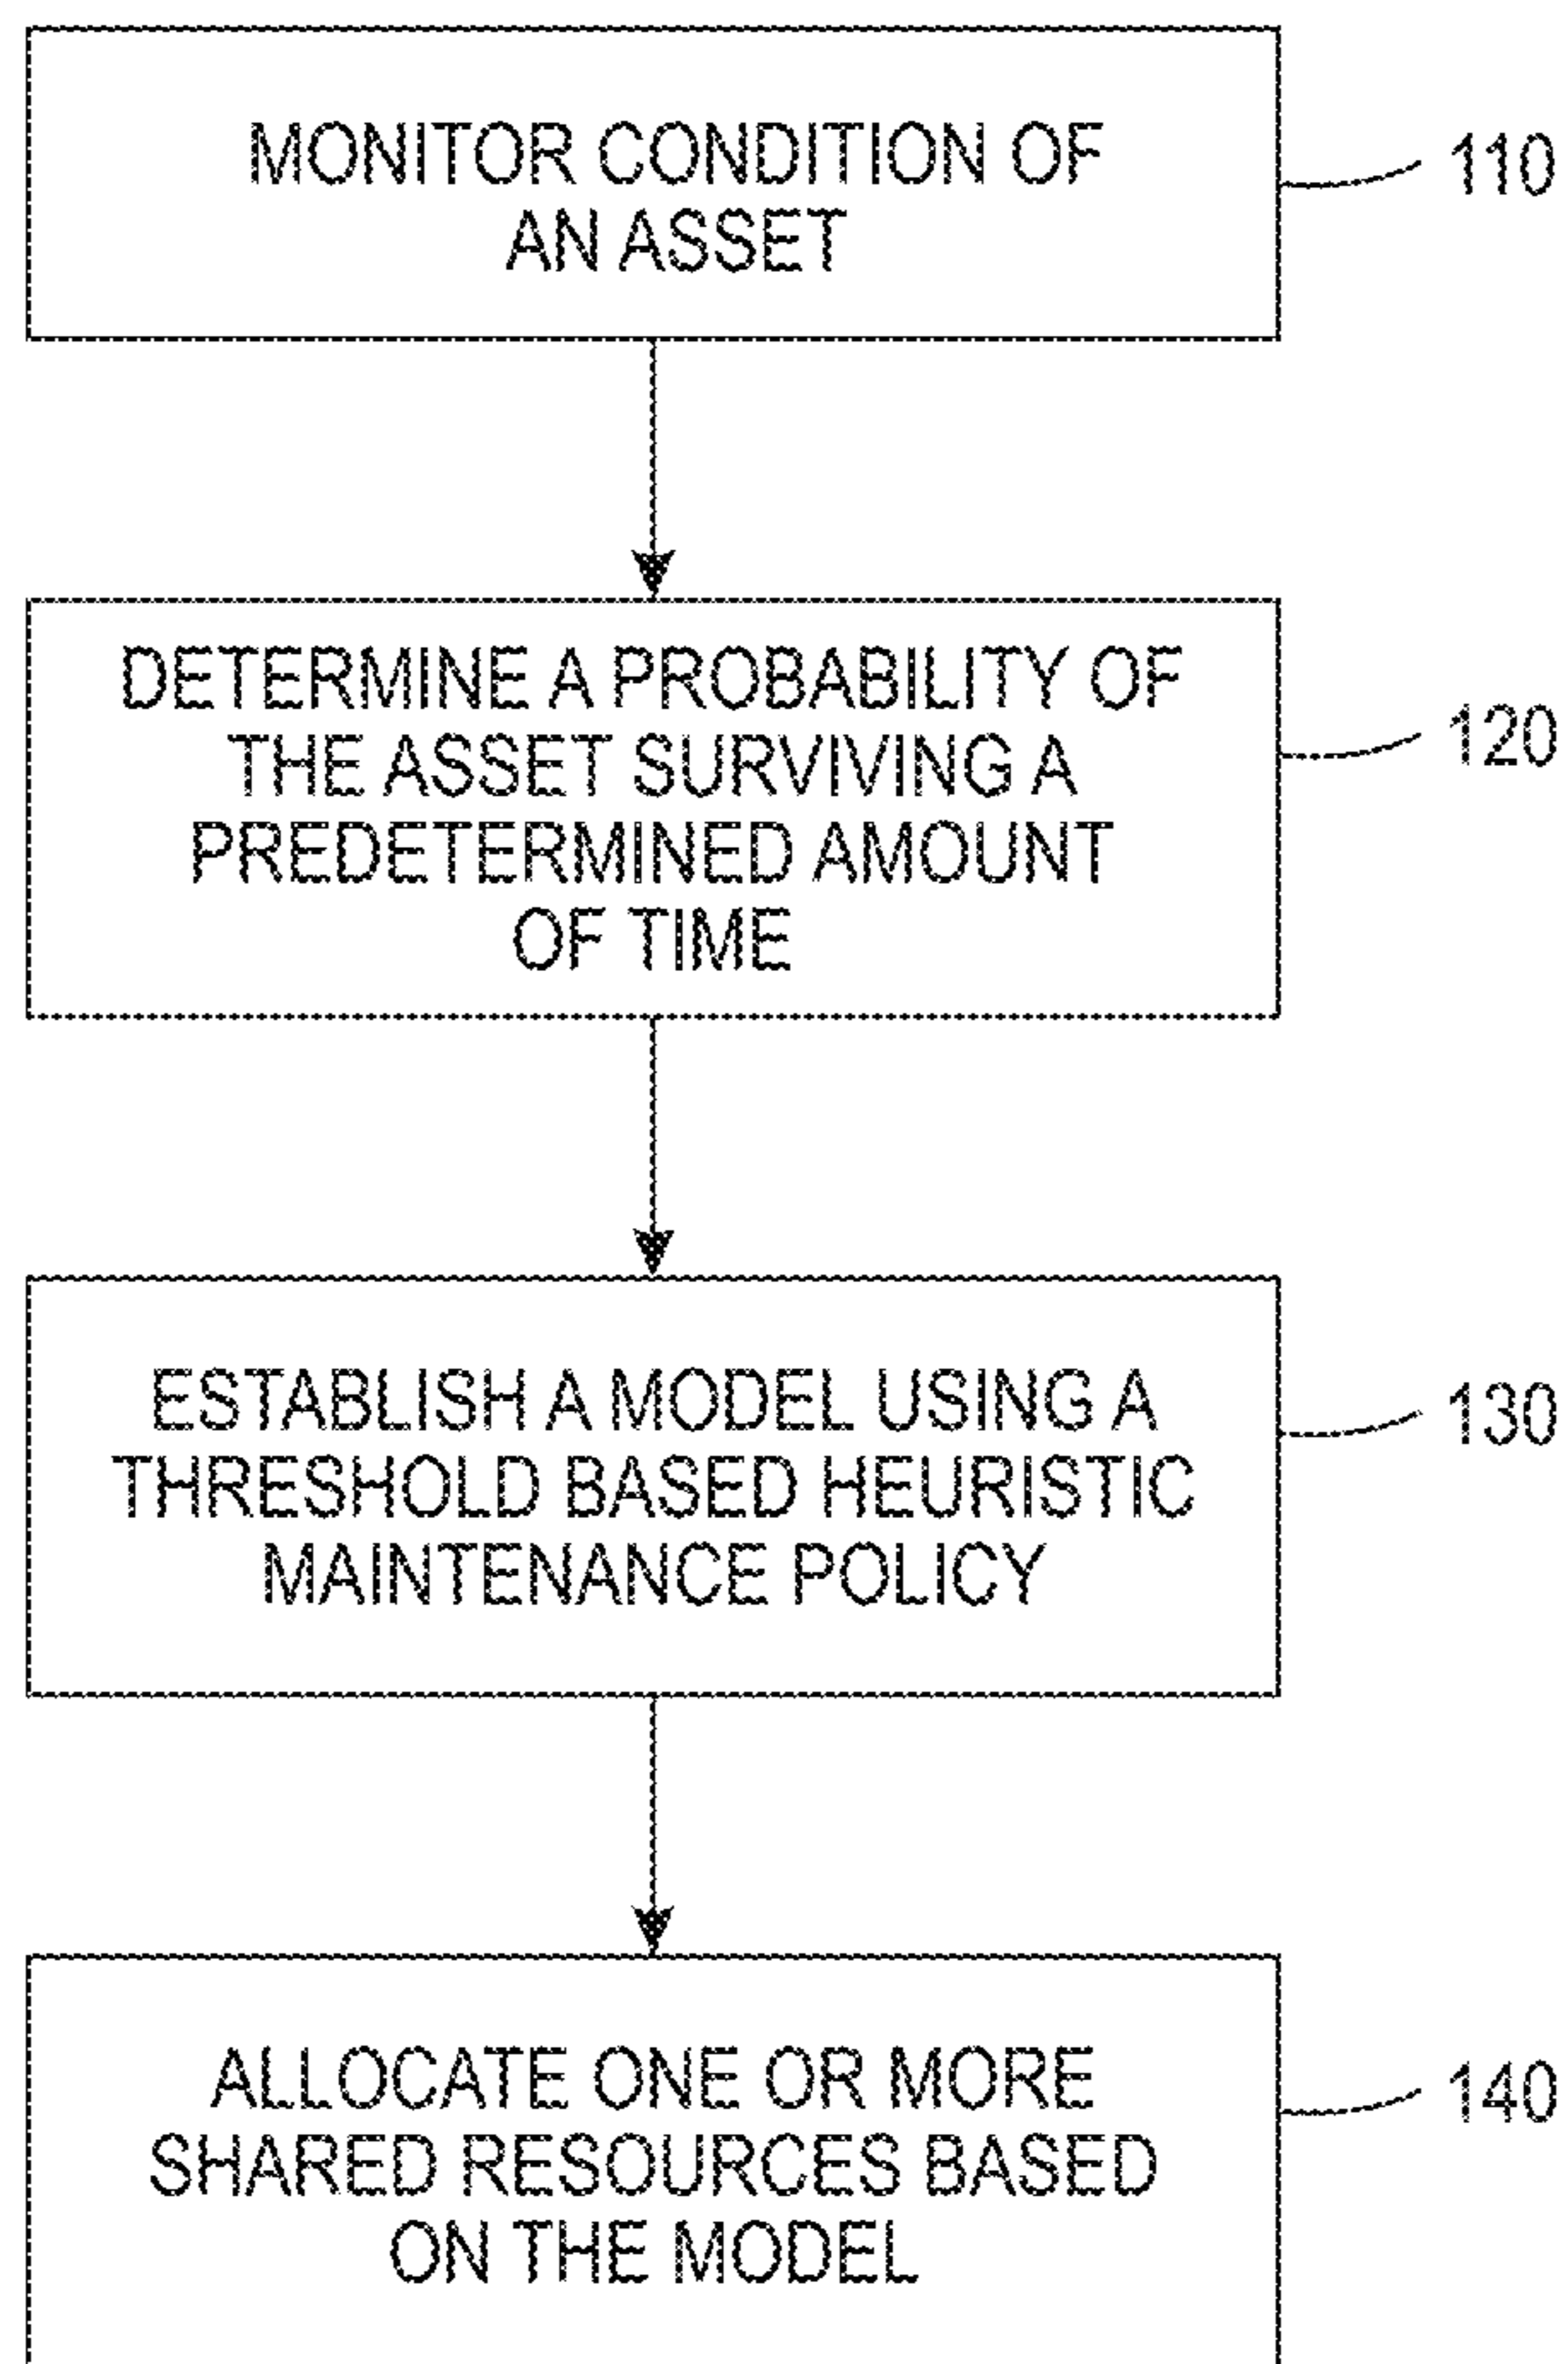 MONITOR CONDITION OF
AN ASSET
110
DETERMINE A PROBABILITY OF
THE ASSET SURVIVING A
PREDETERMINED AMOUNT
OF TIME
120
ESTABLISH A MODEL USING A
THRESHOLD BASED HEURISTIC
MAINTENANCE POLICY
130
ALLOCATE ONE OR MORE
SHARED RESOURCES BASED
ON THE MODEL
140